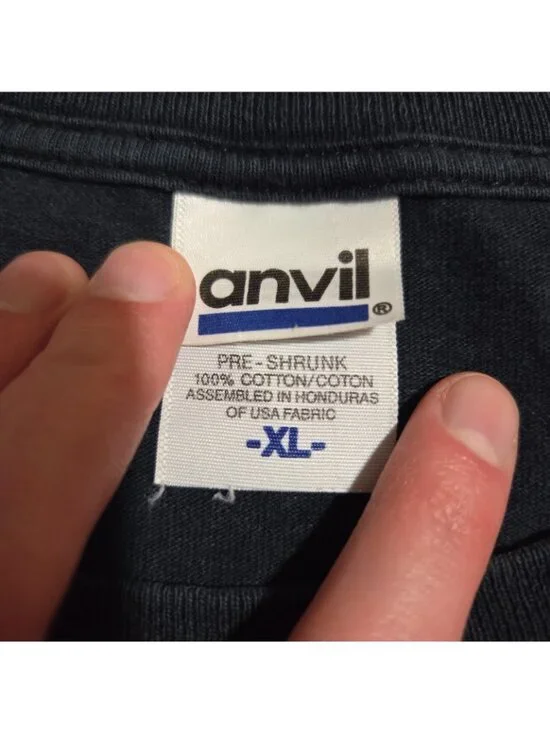 anvil®
PRE-SHRUNK
100% COTTON/COTON
ASSEMBLED IN HONDURAS
OF USA FABRIC
-XL-